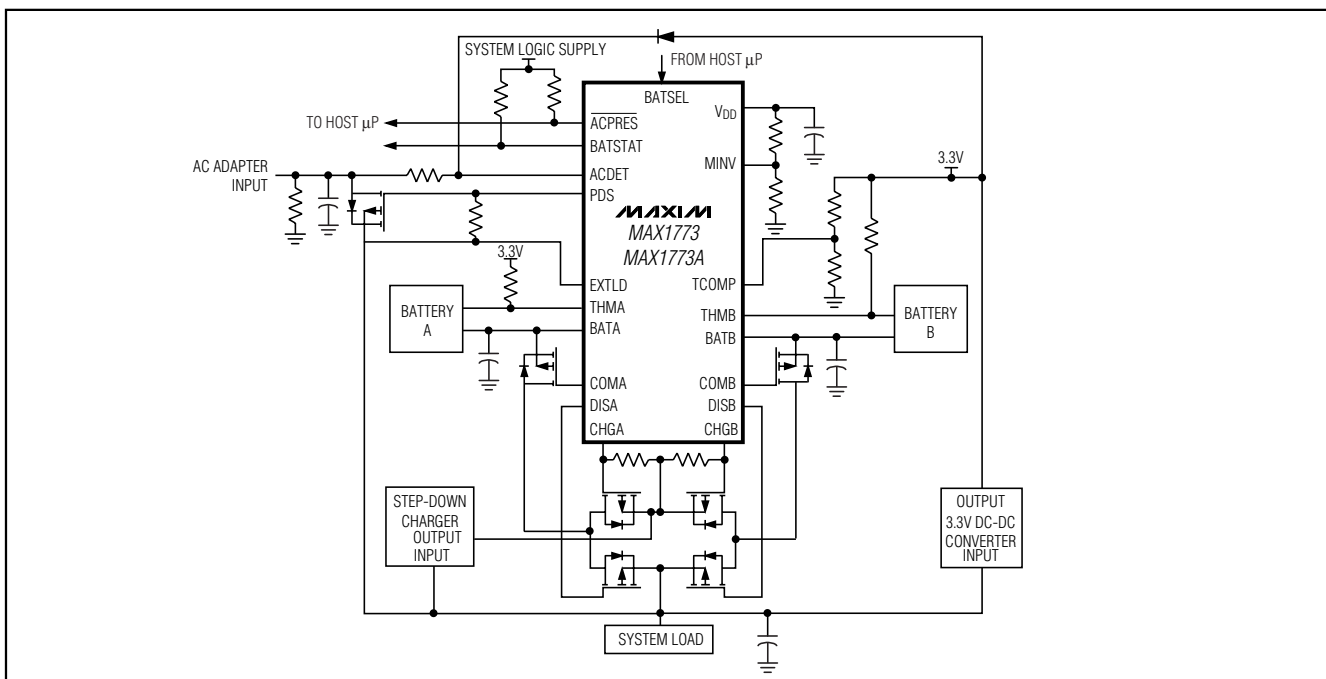 SYSTEM LOGIC SUPPLY
FROM HOST μP
BATSEL
TO HOST μP
ACPRES
BATSTAT
AC ADAPTER
INPUT
ACDET
PDS
3.3V
EXTLD
THMA
BATTERY
A
BATA
COMA
DISA
CHGA
MAXIM
MAX1773
MAX1773A
VDD
MINV
3.3V
TCOMP
THMB
BATTERY
B
BATB
COMB
DISB
CHGB
STEP-DOWN
CHARGER
OUTPUT
INPUT
OUTPUT
3.3V DC-DC
CONVERTER
INPUT
SYSTEM LOAD